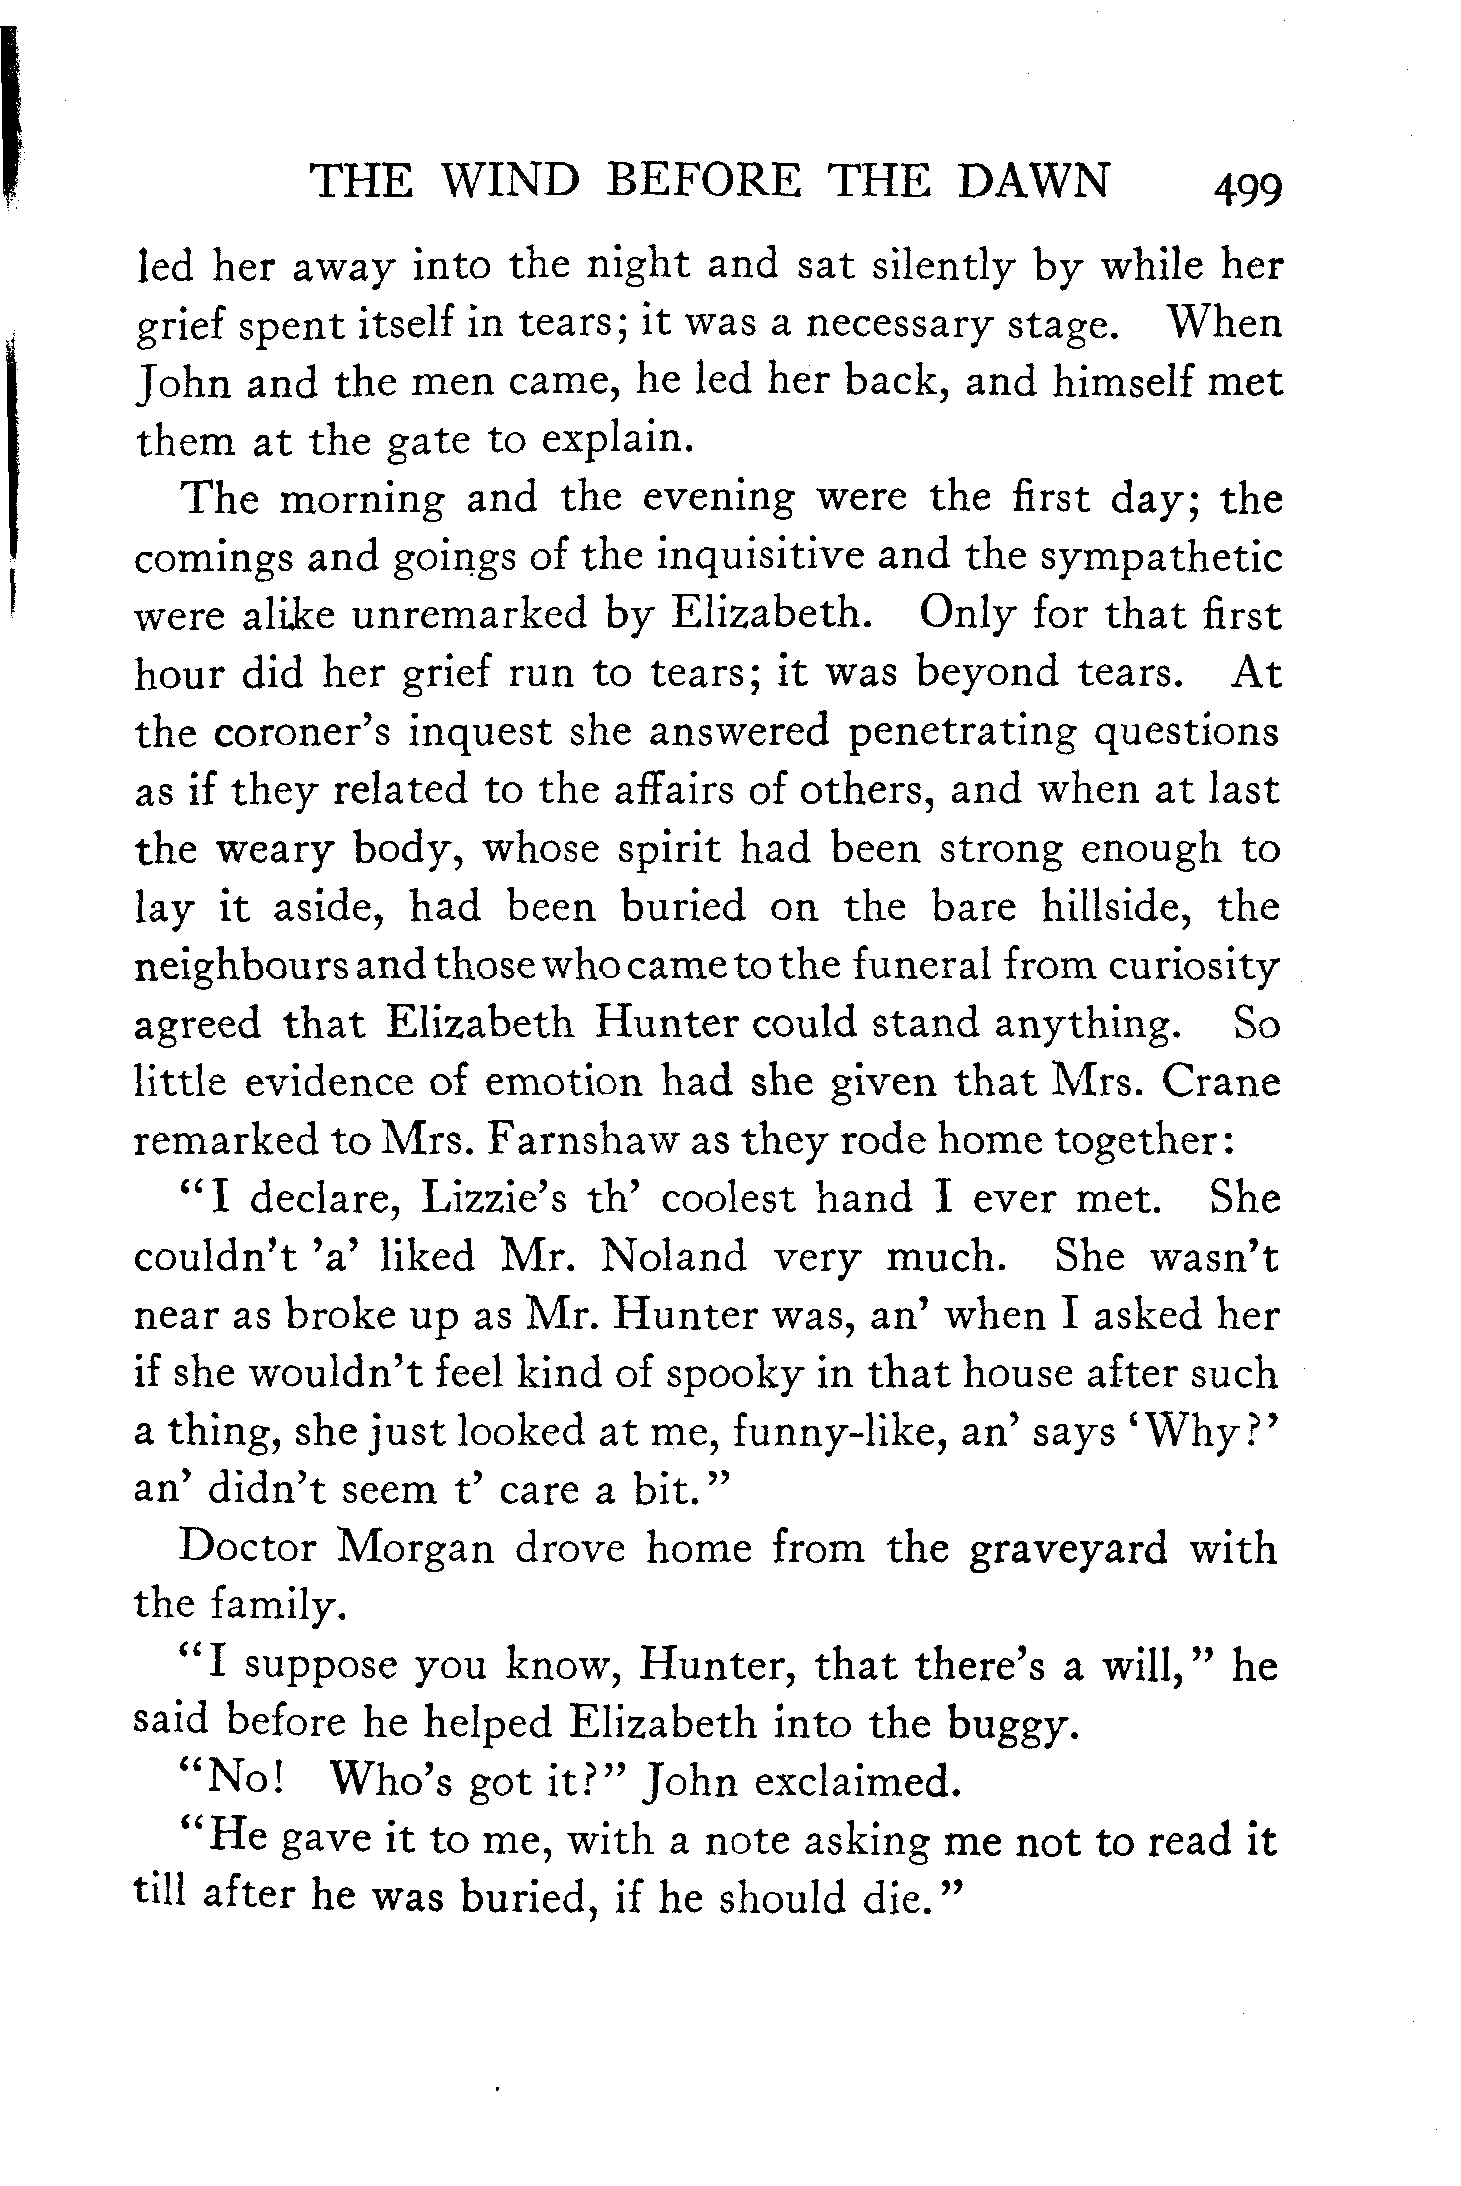 THE WIND BEFORE THE DAWN 499
led her away into the night and sat silently by while her
grief spent itself in tears; it was a necessary stage. When
John and the men came, he led her back, and himself met
them at the gate to explain.
The morning and the evening were the first day; the
comings and goings of the inquisitive and the sympathetic
were alike unremarked by Elizabeth. Only for that first
hour did her grief run to tears; it was beyond tears. At
the coroner's inquest she answered penetrating questions
as if they related to the affairs of others, and when at last
the weary body, whose spirit had been strong enough to
lay it aside, had been buried on the bare hillside, the
neighbours and those who came to the funeral from curiosity
agreed that Elizabeth Hunter could stand anything. So
little evidence of emotion had she given that Mrs. Crane
remarked to Mrs. Farnshaw as they rode home together:
"I declare, Lizzie's th' coolest hand I ever met. She
couldn't 'a' liked Mr. Noland very much. She wasn't
near as broke up as Mr. Hunter was, an' when I asked her
if she wouldn't feel kind of spooky in that house after such
a thing, she just looked at me, funny-like, an' says 'Why?'
an' didn't seem t' care a bit."
Doctor Morgan drove home from the graveyard with
the family.
"I suppose you know, Hunter, that there's a will," he
said before he helped Elizabeth into the buggy.
"No! Who's got it?" John exclaimed.
"He gave it to me, with a note asking me not to read it
till after he was buried, if he should die."